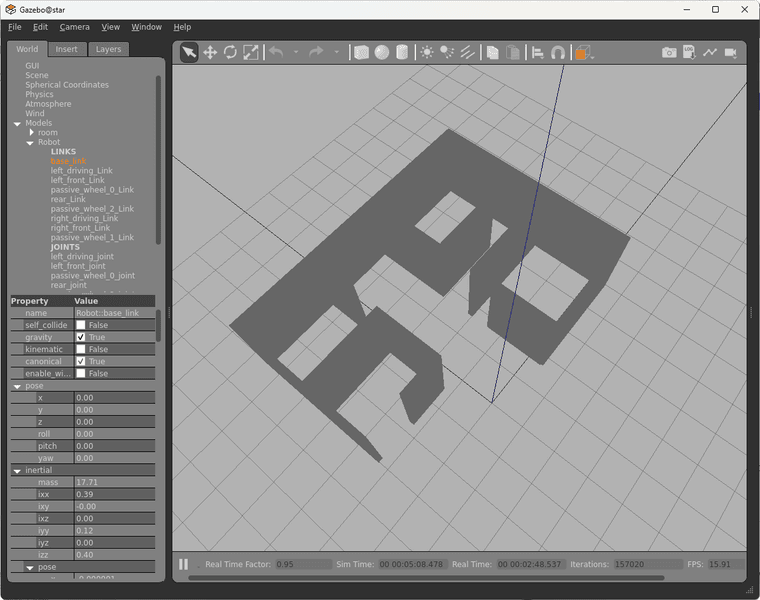 Gazebo@star
File Edit Camera View Window Help
World Insert Layers
GUI
Scene
Spherical Coordinates
Physics
Atmosphere
Wind
Models
room
Robot
LINKS
base_link
left_driving_Link
left_front_Link
passive_wheel_0_Link
rear_Link
passive_wheel_2_Link
right_driving_Link
right_front_Link
passive_wheel_1_Link
JOINTS
left_driving_joint
left_front_joint
passive_wheel_0_joint
rear_joint
Property Value
name Robot::base_link
self_collide False
gravity True
kinematic False
canonical True
enable_wi... False
pose
x 0.00
y 0.00
z 0.00
roll 0.00
pitch 0.00
yaw 0.00
inertial
mass 17.71
ixx 0.39
ixy -0.00
ixz 0.00
iyy 0.12
iyz 0.00
izz 0.40
pose
Real Time Factor: 0.95 Sim Time: 00 00:05:08.478 Real Time: 00 00:02:48.537 Iterations: 157020 FPS: 15.91